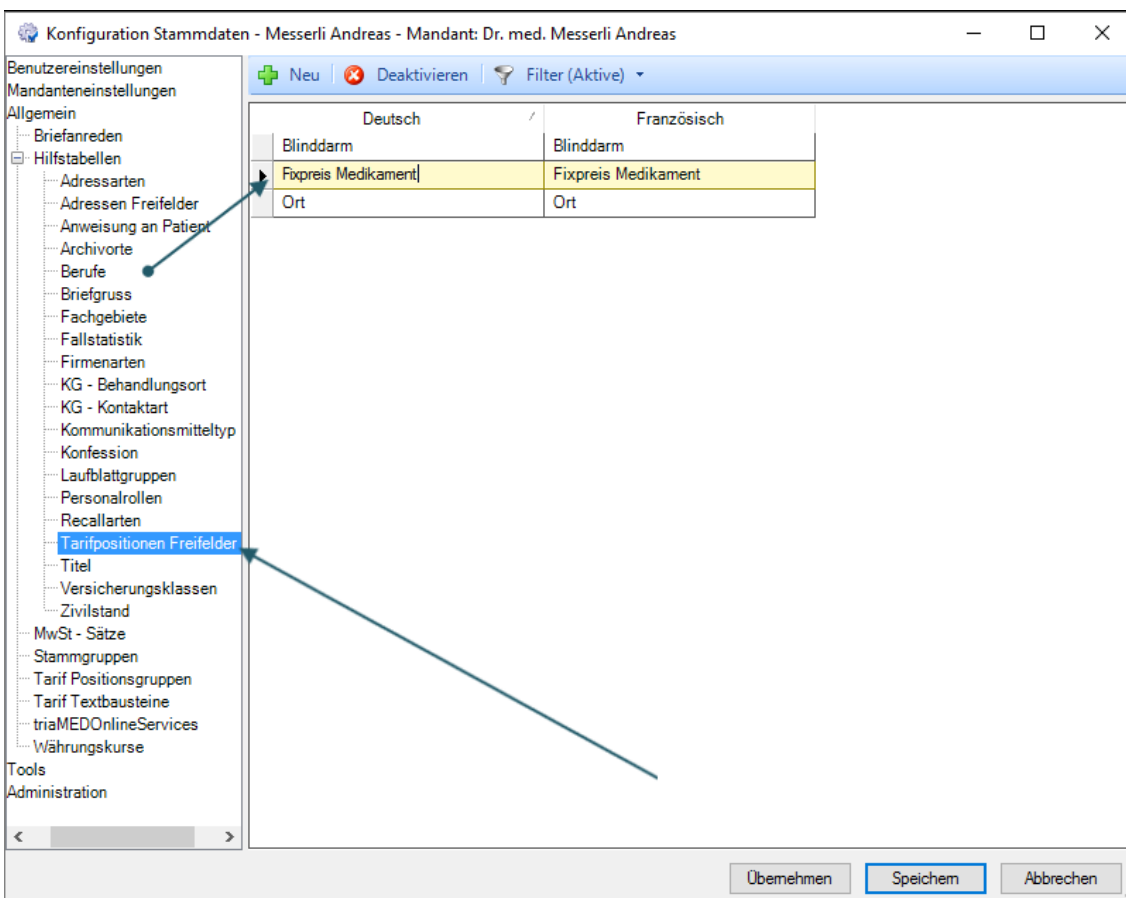 Konfiguration Stammdaten - Messerli Andreas - Mandant: Dr. med. Messerli Andreas
Benutzereinstellungen
Mandanteneinstellungen
Allgemein
Briefanreden
Hilfstabellen
Adressarten
Adressen Freifelder
Anweisung an Patient
Archivorte
Berufe
Briefgruss
Fachgebiete
Fallstatistik
Firmenarten
KG - Behandlungsort
KG - Kontaktart
Kommunikationsmitteltyp
Konfession
Laufblattgruppen
Personalrollen
Recallarten
Tarifpositionen Freifelder
Titel
Versicherungsklassen
Zivilstand
MwSt - Sätze
Stammgruppen
Tarif Positionsgruppen
Tarif Textbausteine
triaMEDOnlineServices
Währungskurse
Tools
Administration
Neu Deaktivieren Filter (Aktive)
Deutsch Französisch
Blinddarm Blinddarm
Fixpreis Medikament Fixpreis Medikament
Ort Ort
Übernehmen Speichern Abbrechen